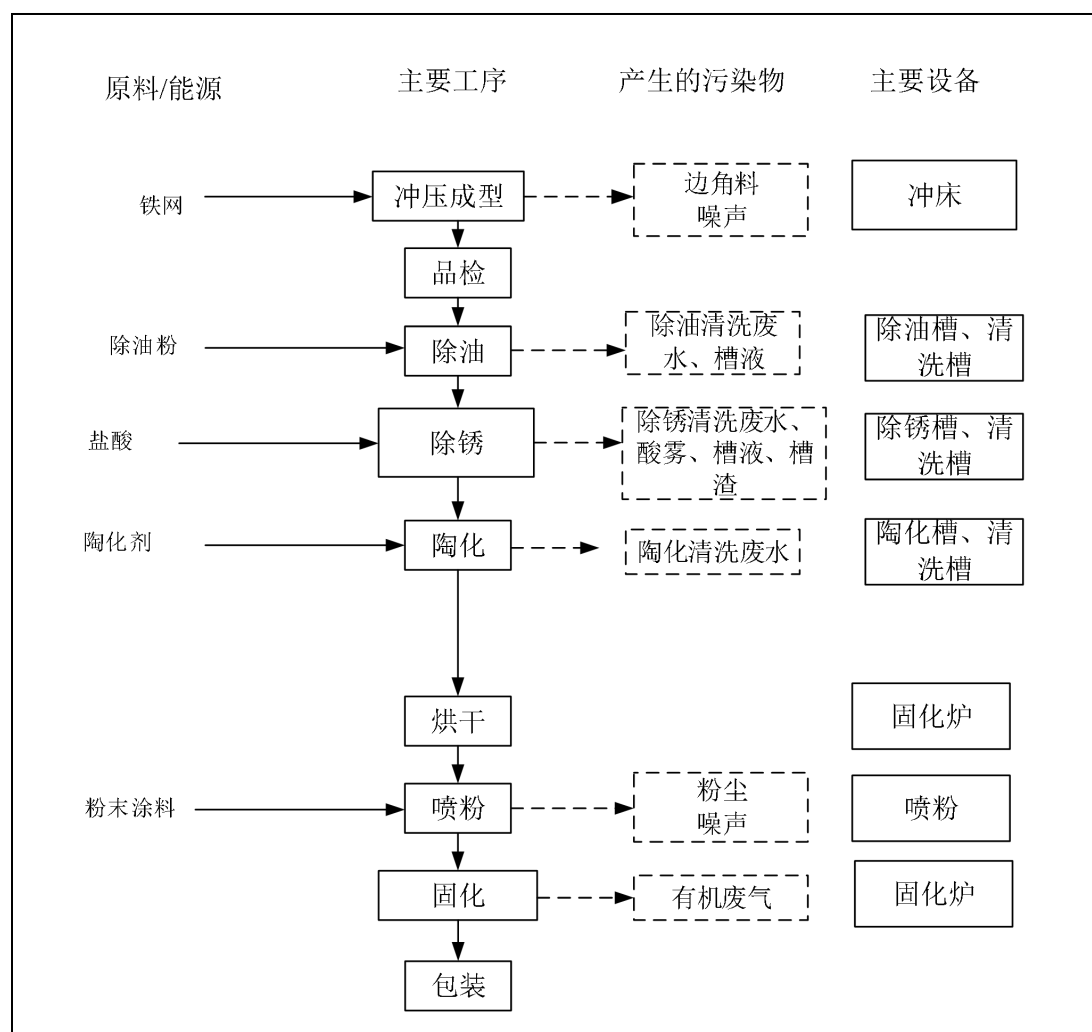 原料/能源
主要工序
产生的污染物
主要设备
铁网
冲压成型
边角料
噪声
冲床
品检
除油粉
除油
除油清洗废
水、槽液
除油槽、清
洗槽
盐酸
除锈
除锈清洗废水、
酸雾、槽液、槽
渣
除锈槽、清
洗槽
陶化剂
陶化
陶化清洗废水
陶化槽、清
洗槽
烘干
固化炉
粉末涂料
喷粉
粉尘
噪声
喷粉
固化
有机废气
固化炉
包装